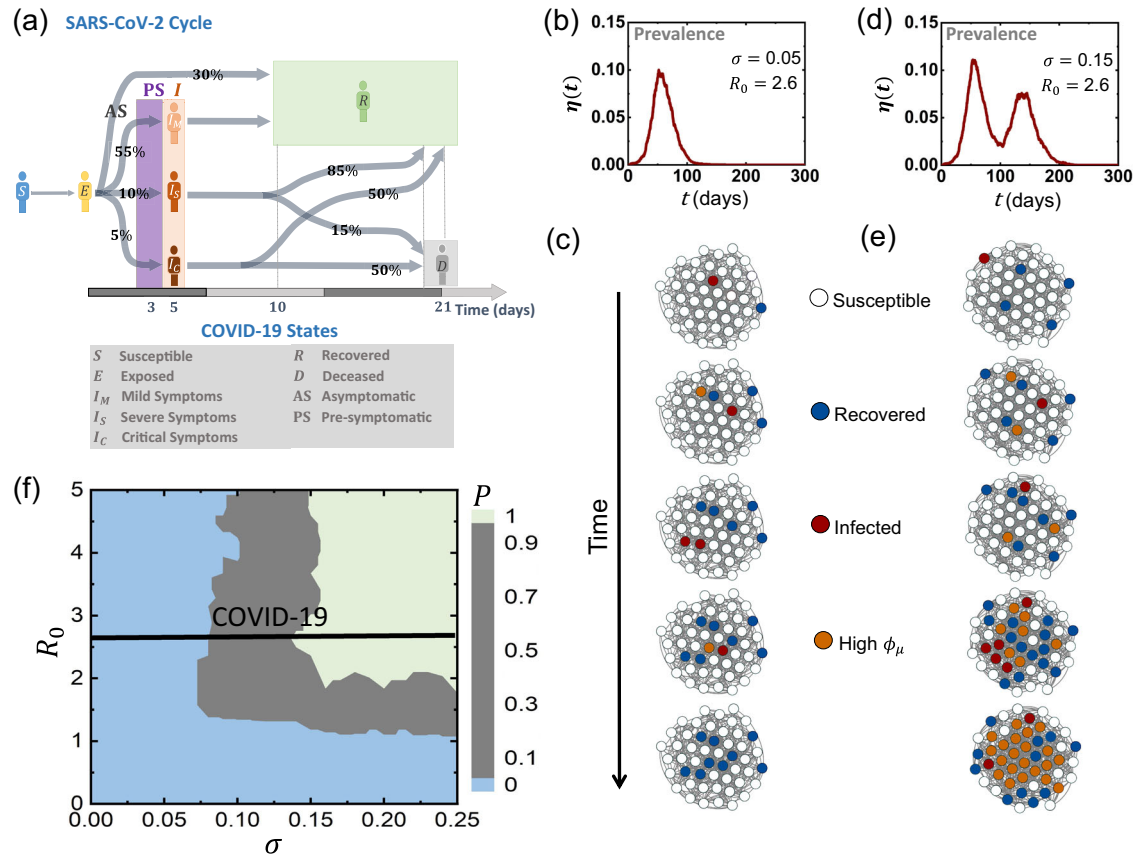 (a) SARS-CoV-2 Cycle
30%
PS I
R
AS
I_M
55%
85%
50%
S
E
10%
I_S
15%
5%
I_C
50%
D
3 5 10 21 Time (days)
COVID-19 States
S Susceptible R Recovered
E Exposed D Deceased
I_M Mild Symptoms AS Asymptomatic
I_S Severe Symptoms PS Pre-symptomatic
I_C Critical Symptoms
(b)
0.15
Prevalence
σ = 0.05
0.10
R_0 = 2.6
η(t)
0.05
0.00
0 100 200 300
t (days)
(d)
0.15
Prevalence
σ = 0.15
0.10
R_0 = 2.6
η(t)
0.05
0.00
0 100 200 300
t (days)
(c)
(e)
Time
Susceptible
Recovered
Infected
High ϕ_μ
(f)
5
4
3
2
1
0
R_0
COVID-19
0.00 0.05 0.10 0.15 0.20 0.25
σ
P
1
0.9
0.7
0.5
0.3
0.1
0